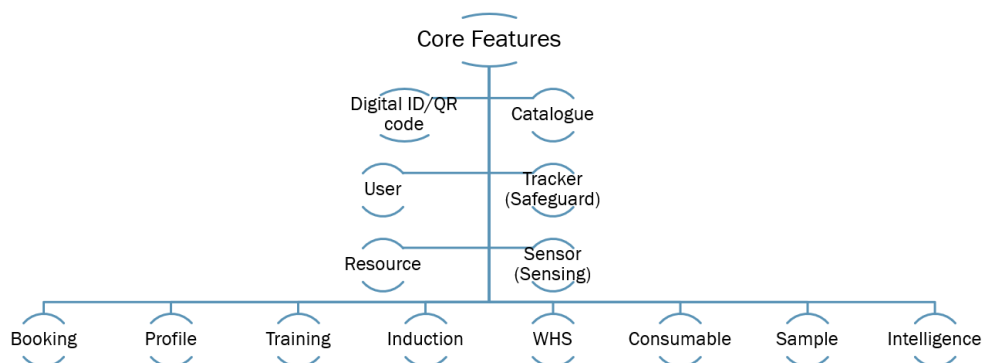 Core Features
Digital ID/QR
code
Catalogue
User
Tracker
(Safeguard)
Resource
Sensor
(Sensing)
Booking
Profile
Training
Induction
WHS
Consumable
Sample
Intelligence